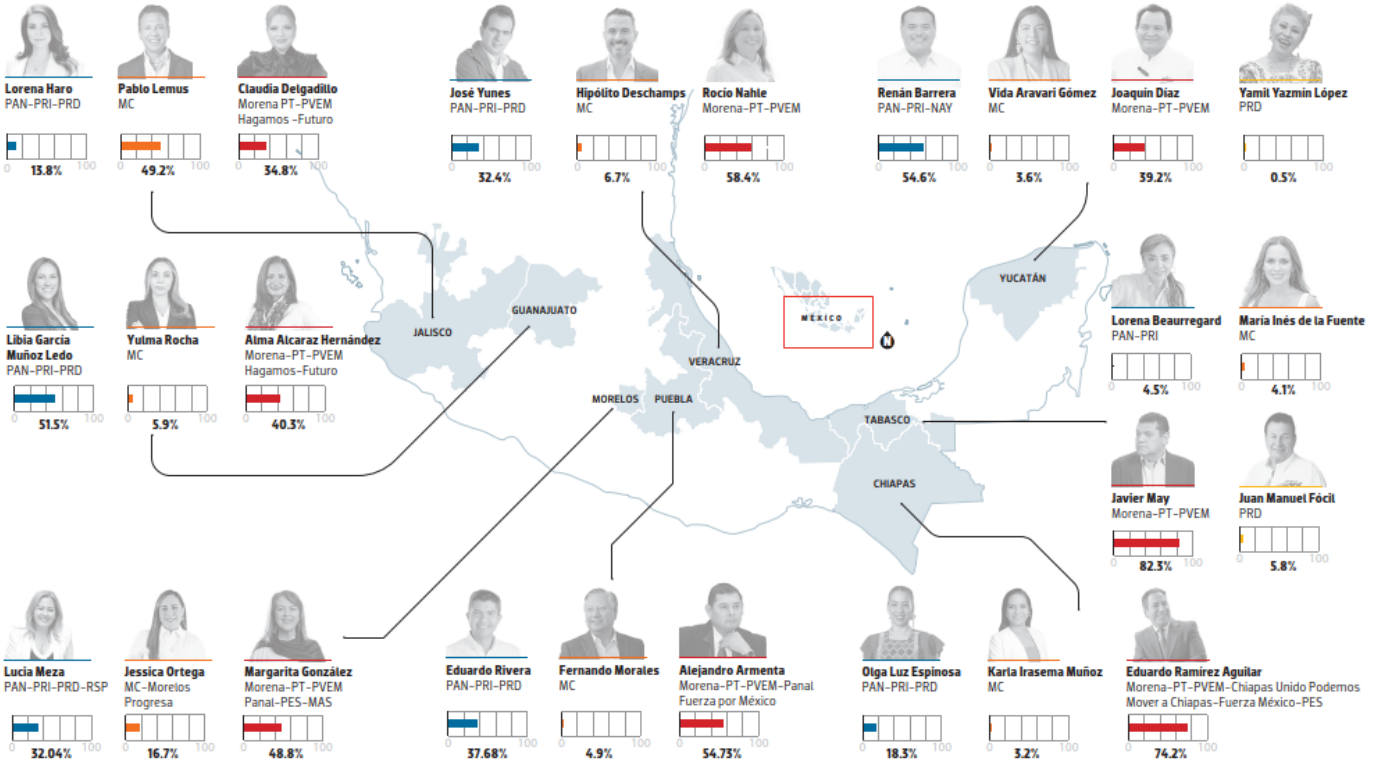 Lorena Haro
PAN-PRI-PRD
0 100
13.8%
Pablo Lemus
MC
0 100
49.2%
Claudia Delgadillo
Morena PT-PVEM
Hagamos -Futuro
0 100
34.8%
José Yunes
PAN-PRI-PRD
0 100
32.4%
Hipólito Deschamps
MC
0 100
6.7%
Rocío Nahle
Morena-PT-PVEM
0 100
58.4%
Renán Barrera
PAN-PRI-NAY
0 100
54.6%
Vida Aravari Gómez
MC
0 100
3.6%
Joaquín Díaz
Morena-PT-PVEM
0 100
39.2%
Yamil Yazmín López
PRD
0 100
0.5%
Libia García
Muñoz Ledo
PAN-PRI-PRD
0 100
51.5%
Yulma Rocha
MC
0 100
5.9%
Alma Alcaraz Hernández
Morena-PT-PVEM
Hagamos-Futuro
0 100
40.3%
JALISCO
GUANAJUATO
VERACRUZ
MORELOS
PUEBLA
MÉXICO
N
YUCATÁN
TABASCO
CHIAPAS
Lorena Beaurregard
PAN-PRI
0 100
4.5%
María Inés de la Fuente
MC
0 100
4.1%
Javier May
Morena-PT-PVEM
0 100
82.3%
Juan Manuel Fócil
PRD
0 100
5.8%
Lucia Meza
PAN-PRI-PRD-RSP
0 100
32.04%
Jessica Ortega
MC-Morelos
Progresa
0 100
16.7%
Margarita González
Morena-PT-PVEM
Panal-PES-MAS
0 100
48.8%
Eduardo Rivera
PAN-PRI-PRD
0 100
37.68%
Fernando Morales
MC
0 100
4.9%
Alejandro Armenta
Morena-PT-PVEM-Panal
Fuerza por México
0 100
54.73%
Olga Luz Espinosa
PAN-PRI-PRD
0 100
18.3%
Karla Irasema Muñoz
MC
0 100
3.2%
Eduardo Ramírez Aguilar
Morena-PT-PVEM-Chiapas Unido Podemos
Mover a Chiapas-Fuerza México-PES
0 100
74.2%